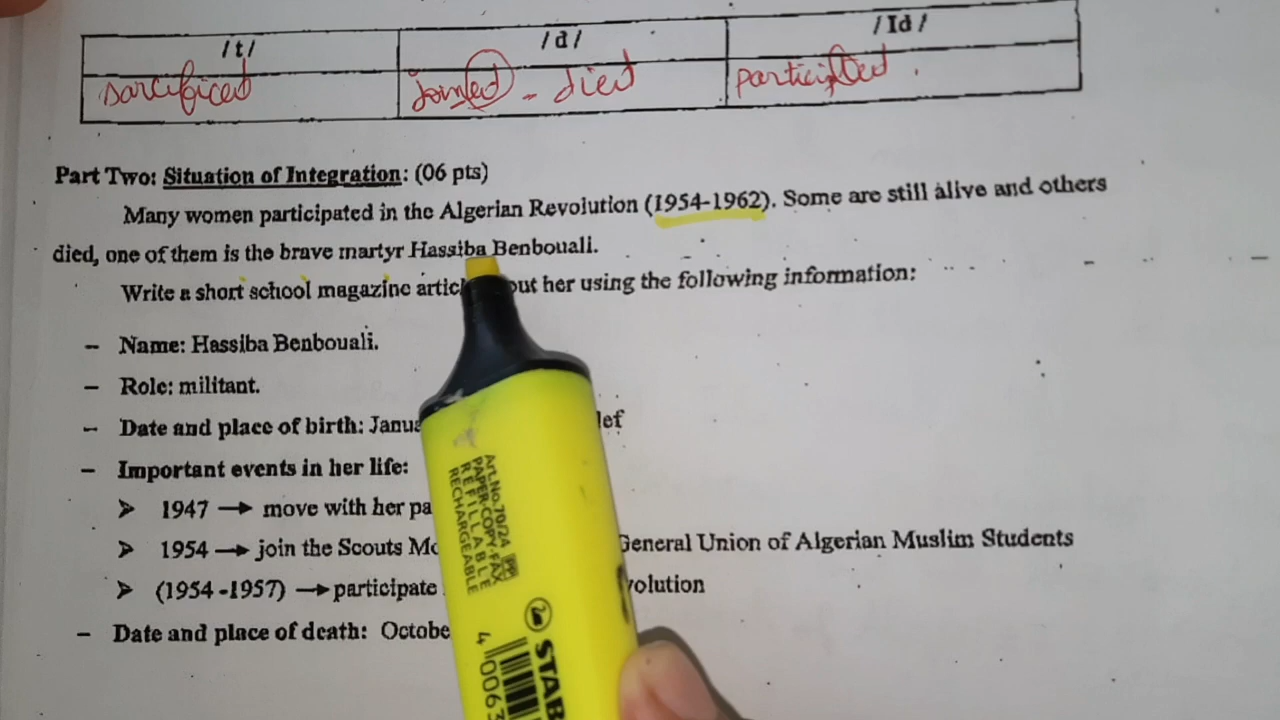 /t/ /d/ /Id/
sarcificed joined - died participted.
Part Two: Situation of Integration: (06 pts)
Many women participated in the Algerian Revolution (1954-1962). Some are still alive and others
died, one of them is the brave martyr Hassiba Benbouali.
Write a short school magazine artic out her using the following information:
- Name: Hassiba Benbouali.
- Role: militant.
- Date and place of birth: Janua lef
- Important events in her life:
➢ 1947 → move with her pa
➢ 1954 → join the Scouts Mo General Union of Algerian Muslim Students
➢ (1954 -1957) → participate volution
- Date and place of death: Octobe
Art.No.70/24
PAPER-COPY-FAX
REFILLABLE
RECHARGEABLE
STAB
4 0063